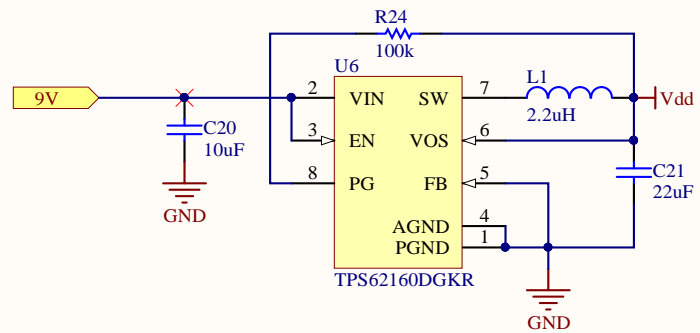 R24
100k
U6
9V
2 VIN SW 7 L1
2.2uH
Vdd
C20
10uF
3 EN VOS 6
8 PG FB 5
C21
22uF
AGND 4
PGND 1
GND
TPS62160DGKR
GND